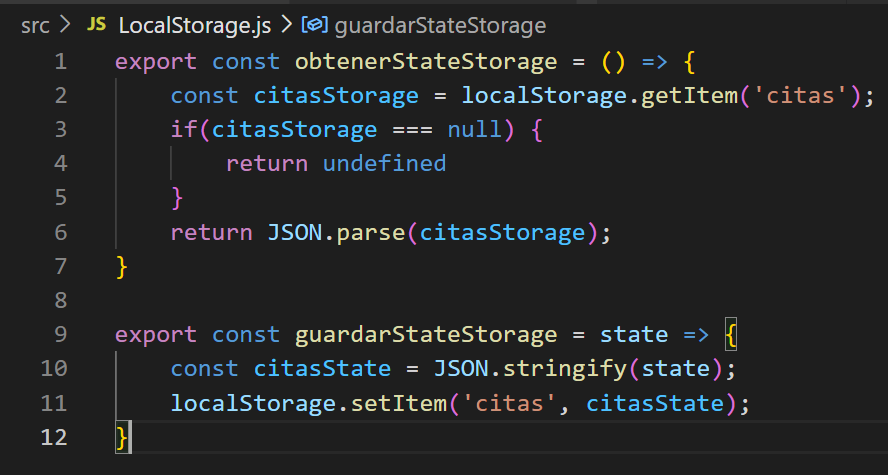 src > JS LocalStorage.js > guardarStateStorage
1 export const obtenerStateStorage = () => {
2 const citasStorage = localStorage.getItem('citas');
3 if(citasStorage === null) {
4 return undefined
5 }
6 return JSON.parse(citasStorage);
7 }
8
9 export const guardarStateStorage = state => {
10 const citasState = JSON.stringify(state);
11 localStorage.setItem('citas', citasState);
12 }